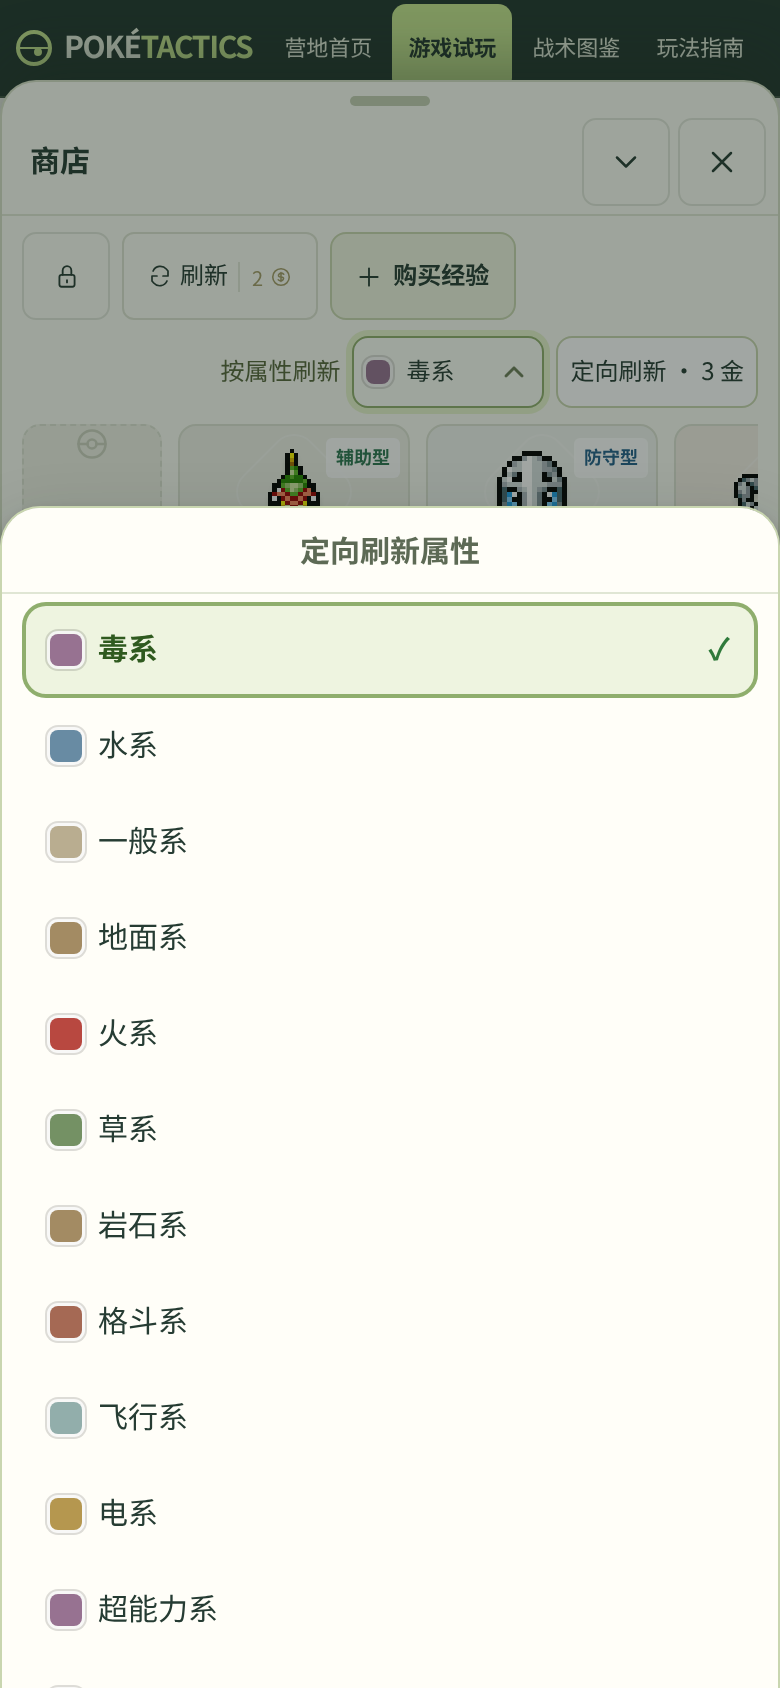 POKÉTACTICS 营地首页 游戏试玩 战术图鉴 玩法指南
商店
刷新 2 购买经验
按属性刷新 毒系 定向刷新 · 3 金
辅助型 防守型
定向刷新属性
毒系
水系
一般系
地面系
火系
草系
岩石系
格斗系
飞行系
电系
超能力系